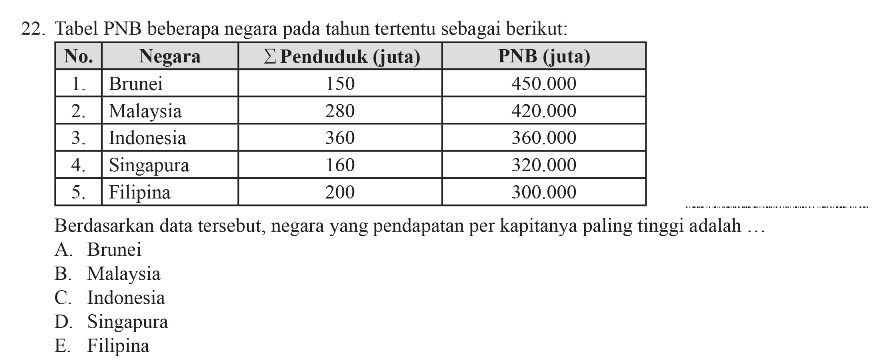 22. Tabel PNB beberapa negara pada tahun tertentu sebagai berikut:
No. Negara ∑ Penduduk (juta) PNB (juta)
1. Brunei 150 450.000
2. Malaysia 280 420.000
3. Indonesia 360 360.000
4. Singapura 160 320.000
5. Filipina 200 300.000
Berdasarkan data tersebut, negara yang pendapatan per kapitanya paling tinggi adalah …
A. Brunei
B. Malaysia
C. Indonesia
D. Singapura
E. Filipina